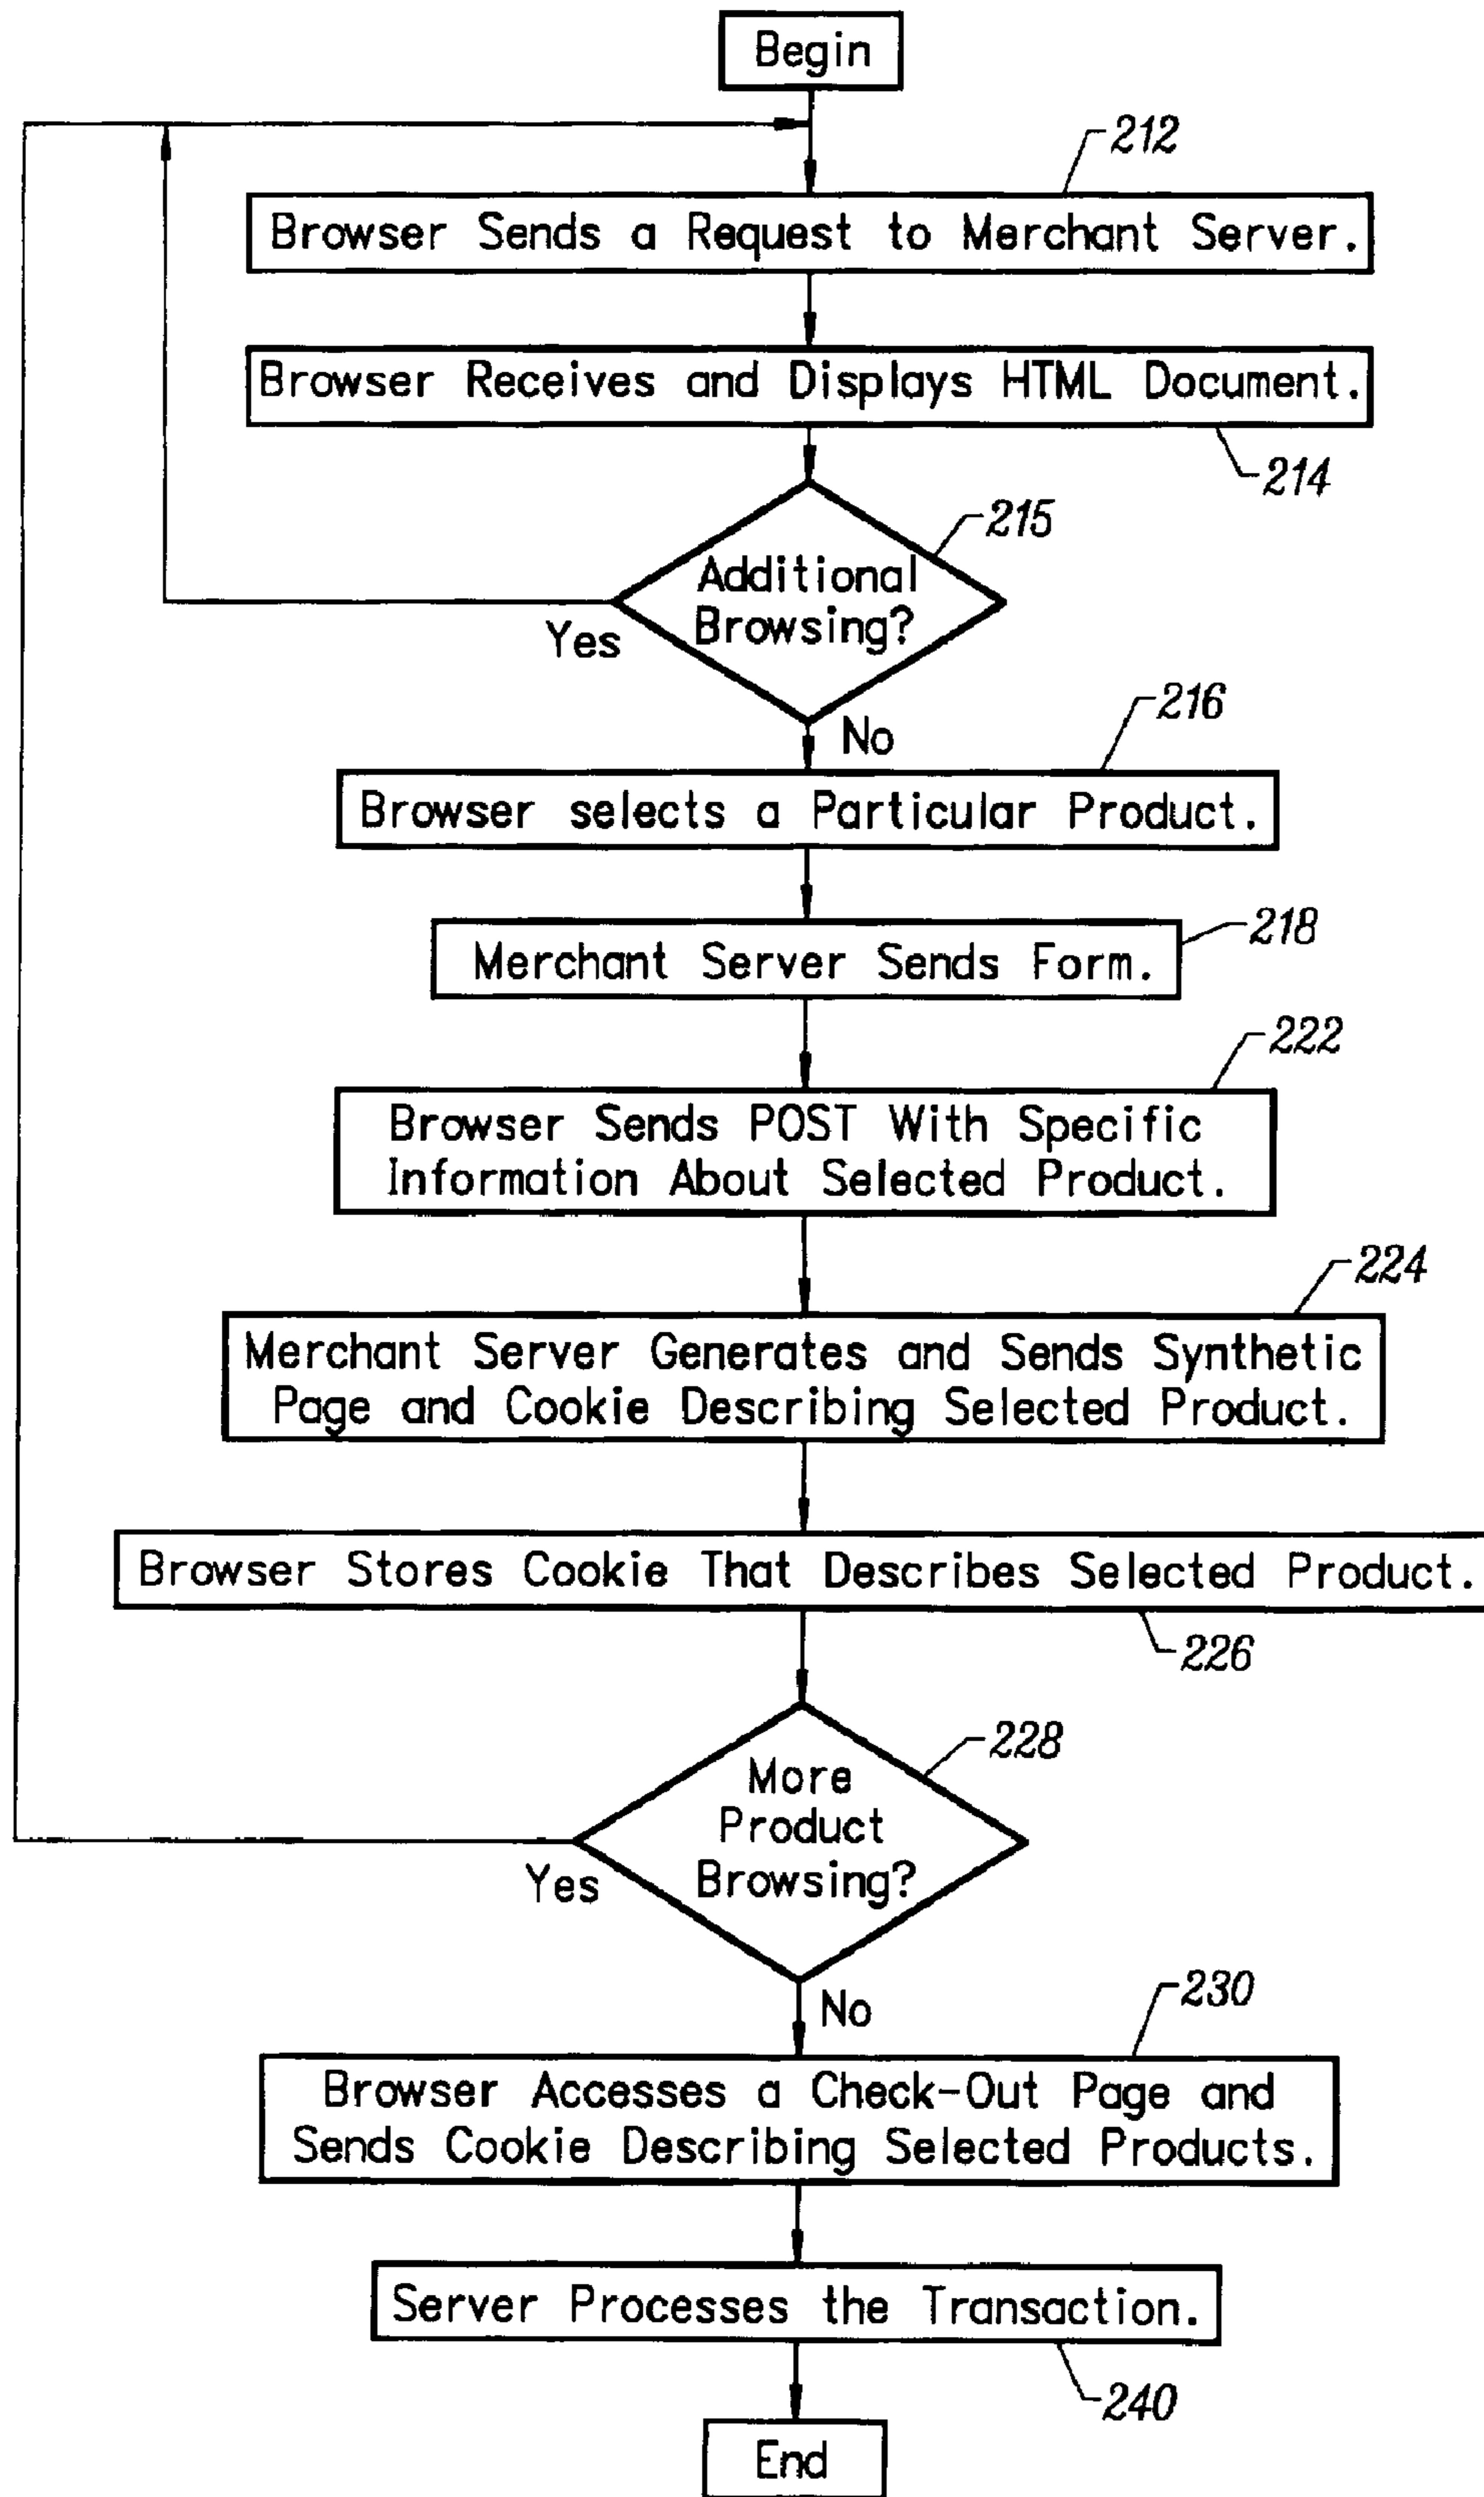 Begin
212
Browser Sends a Request to Merchant Server.
Browser Receives and Displays HTML Document.
214
215
Additional
Browsing?
Yes
216
No
Browser selects a Particular Product.
218
Merchant Server Sends Form.
222
Browser Sends POST With Specific
Information About Selected Product.
224
Merchant Server Generates and Sends Synthetic
Page and Cookie Describing Selected Product.
Browser Stores Cookie That Describes Selected Product.
226
228
More
Product
Browsing?
Yes
230
No
Browser Accesses a Check-Out Page and
Sends Cookie Describing Selected Products.
Server Processes the Transaction.
240
End